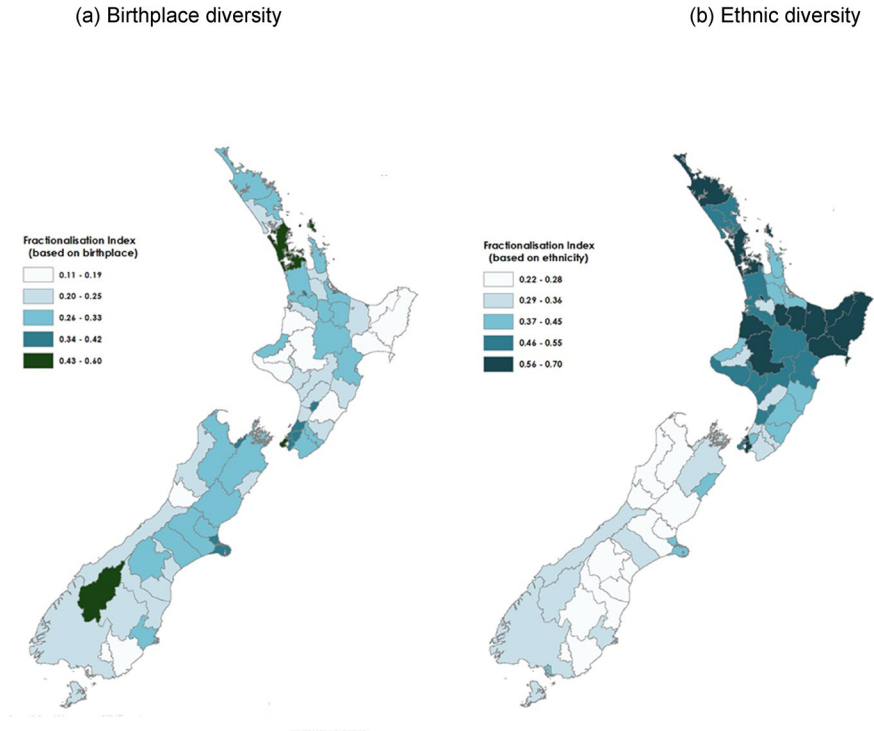 (a) Birthplace diversity
(b) Ethnic diversity
Fractionalisation Index
(based on birthplace)
0.11 - 0.19
0.20 - 0.25
0.26 - 0.33
0.34 - 0.42
0.43 - 0.60
Fractionalisation Index
(based on ethnicity)
0.22 - 0.28
0.29 - 0.36
0.37 - 0.45
0.46 - 0.55
0.56 - 0.70